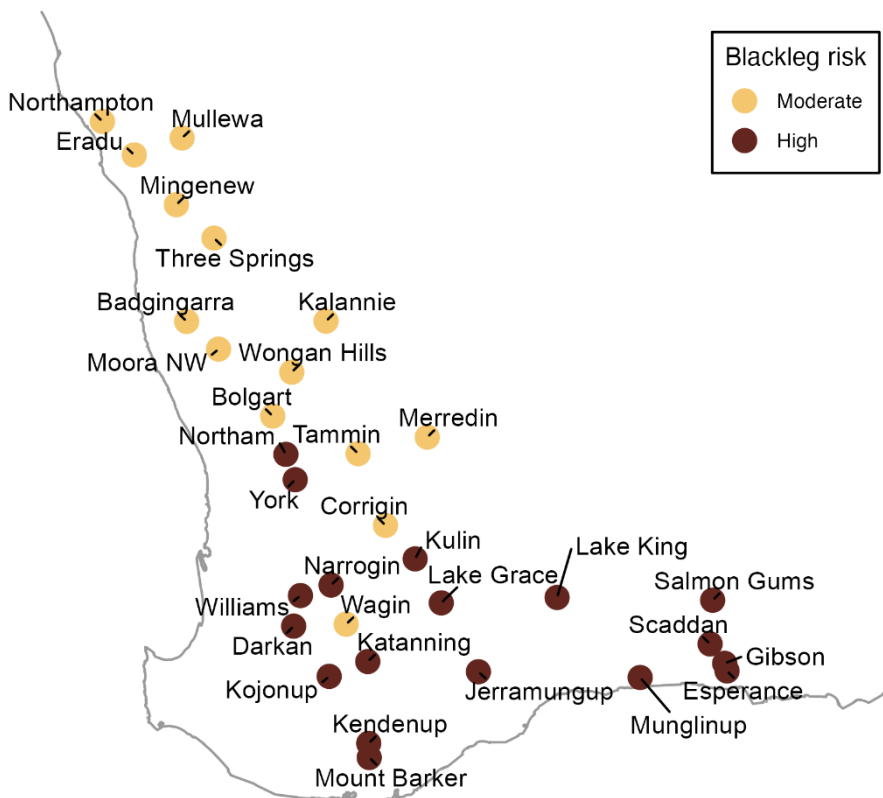 Blackleg risk
Moderate
High
Northampton
Mullewa
Eradu
Mingenew
Three Springs
Badgingarra
Kalannie
Moora NW
Wongan Hills
Bolgart
Merredin
Northam
Tammin
York
Corrigin
Kulin
Lake King
Narrogin
Lake Grace
Salmon Gums
Williams
Wagin
Scaddan
Darkan
Katanning
Gibson
Kojonup
Jerramungup
Esperance
Kendenup
Munglinup
Mount Barker